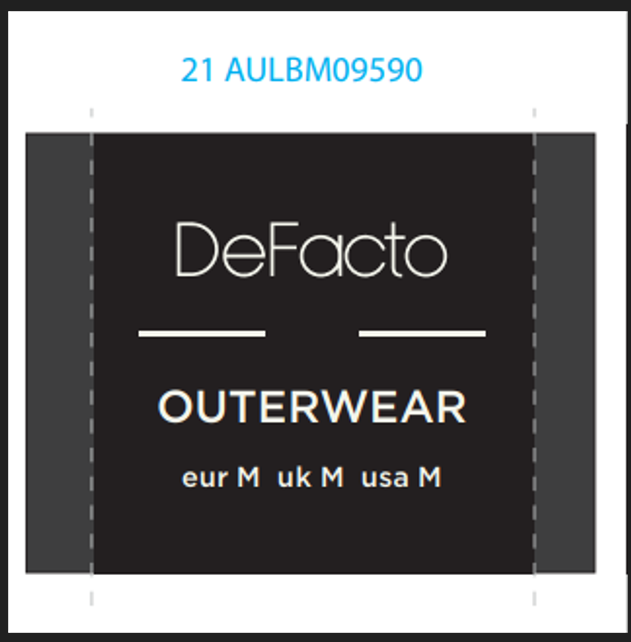 21 AULBM09590
DeFacto
OUTERWEAR
eur M uk M usa M